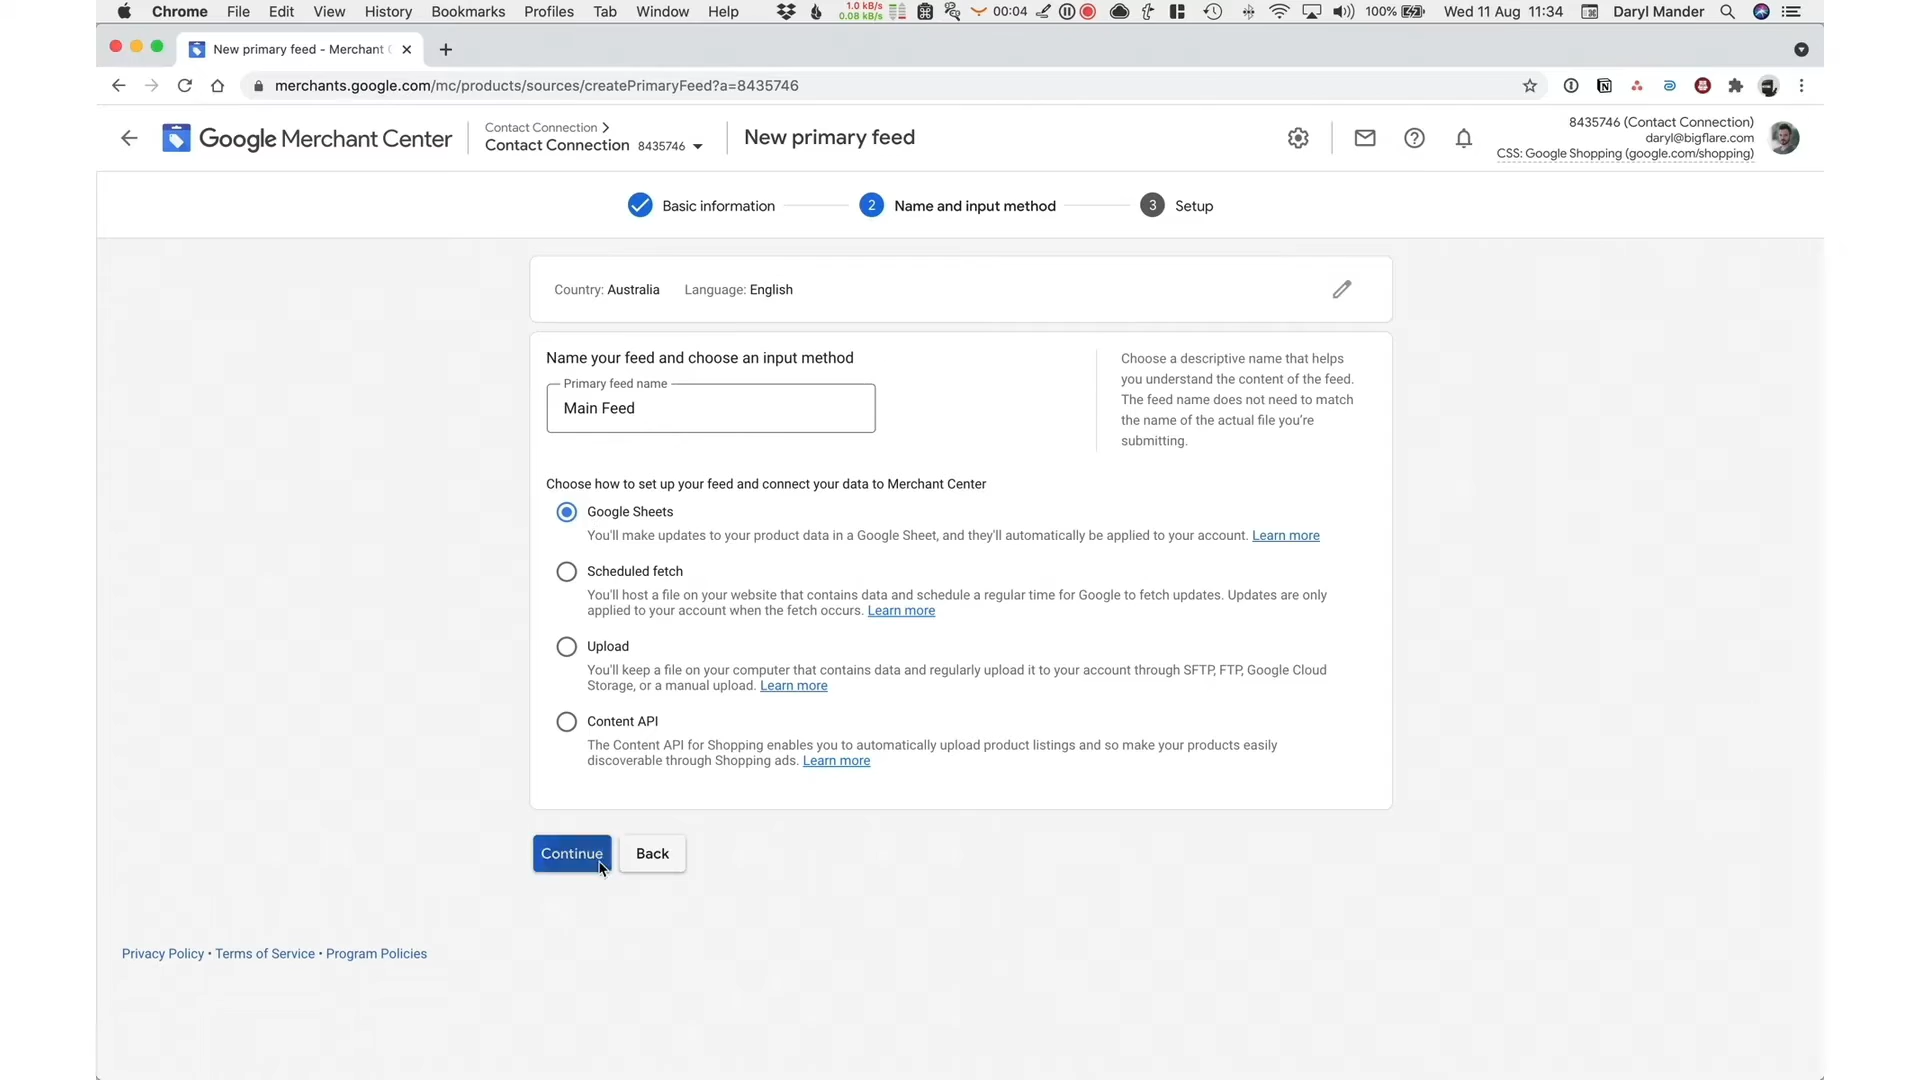 Chrome File Edit View History Bookmarks Profiles Tab Window Help 1.0 kB/s 0.08 kB/s 00:04 100% Wed 11 Aug 11:34 Daryl Mander
New primary feed - Merchant
merchants.google.com/mc/products/sources/createPrimaryFeed?a=8435746
Google Merchant Center
Contact Connection
Contact Connection 8435746
New primary feed
8435746 (Contact Connection)
daryl@bigflare.com
CSS: Google Shopping (google.com/shopping)
Basic information 2 Name and input method 3 Setup
Country: Australia Language: English
Name your feed and choose an input method
Primary feed name
Main Feed
Choose a descriptive name that helps
you understand the content of the feed.
The feed name does not need to match
the name of the actual file you're
submitting.
Choose how to set up your feed and connect your data to Merchant Center
Google Sheets
You'll make updates to your product data in a Google Sheet, and they'll automatically be applied to your account. Learn more
Scheduled fetch
You'll host a file on your website that contains data and schedule a regular time for Google to fetch updates. Updates are only
applied to your account when the fetch occurs. Learn more
Upload
You'll keep a file on your computer that contains data and regularly upload it to your account through SFTP, FTP, Google Cloud
Storage, or a manual upload. Learn more
Content API
The Content API for Shopping enables you to automatically upload product listings and so make your products easily
discoverable through Shopping ads. Learn more
Continue Back
Privacy Policy • Terms of Service • Program Policies